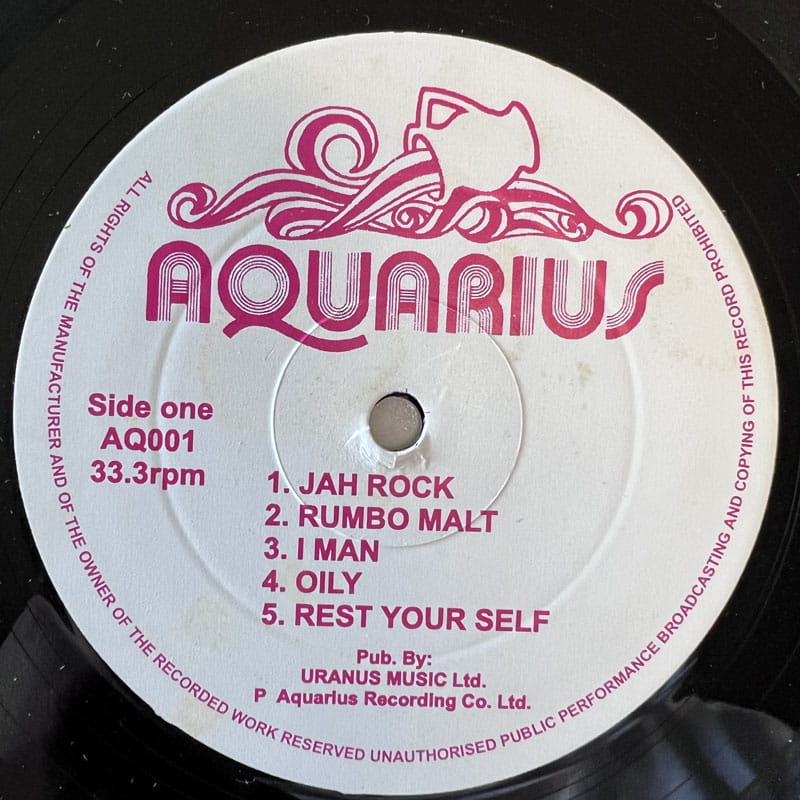 AQUARIUS
Side one
AQ001
33.3rpm
1. JAH ROCK
2. RUMBO MALT
3. I MAN
4. OILY
5. REST YOUR SELF
Pub. By:
URANUS MUSIC Ltd.
P Aquarius Recording Co. Ltd.
ALL RIGHTS OF THE MANUFACTURER AND OF THE OWNER OF THE RECORDED WORK RESERVED UNAUTHORISED PUBLIC PERFORMANCE BROADCASTING AND COPYING OF THIS RECORD PROHIBITED